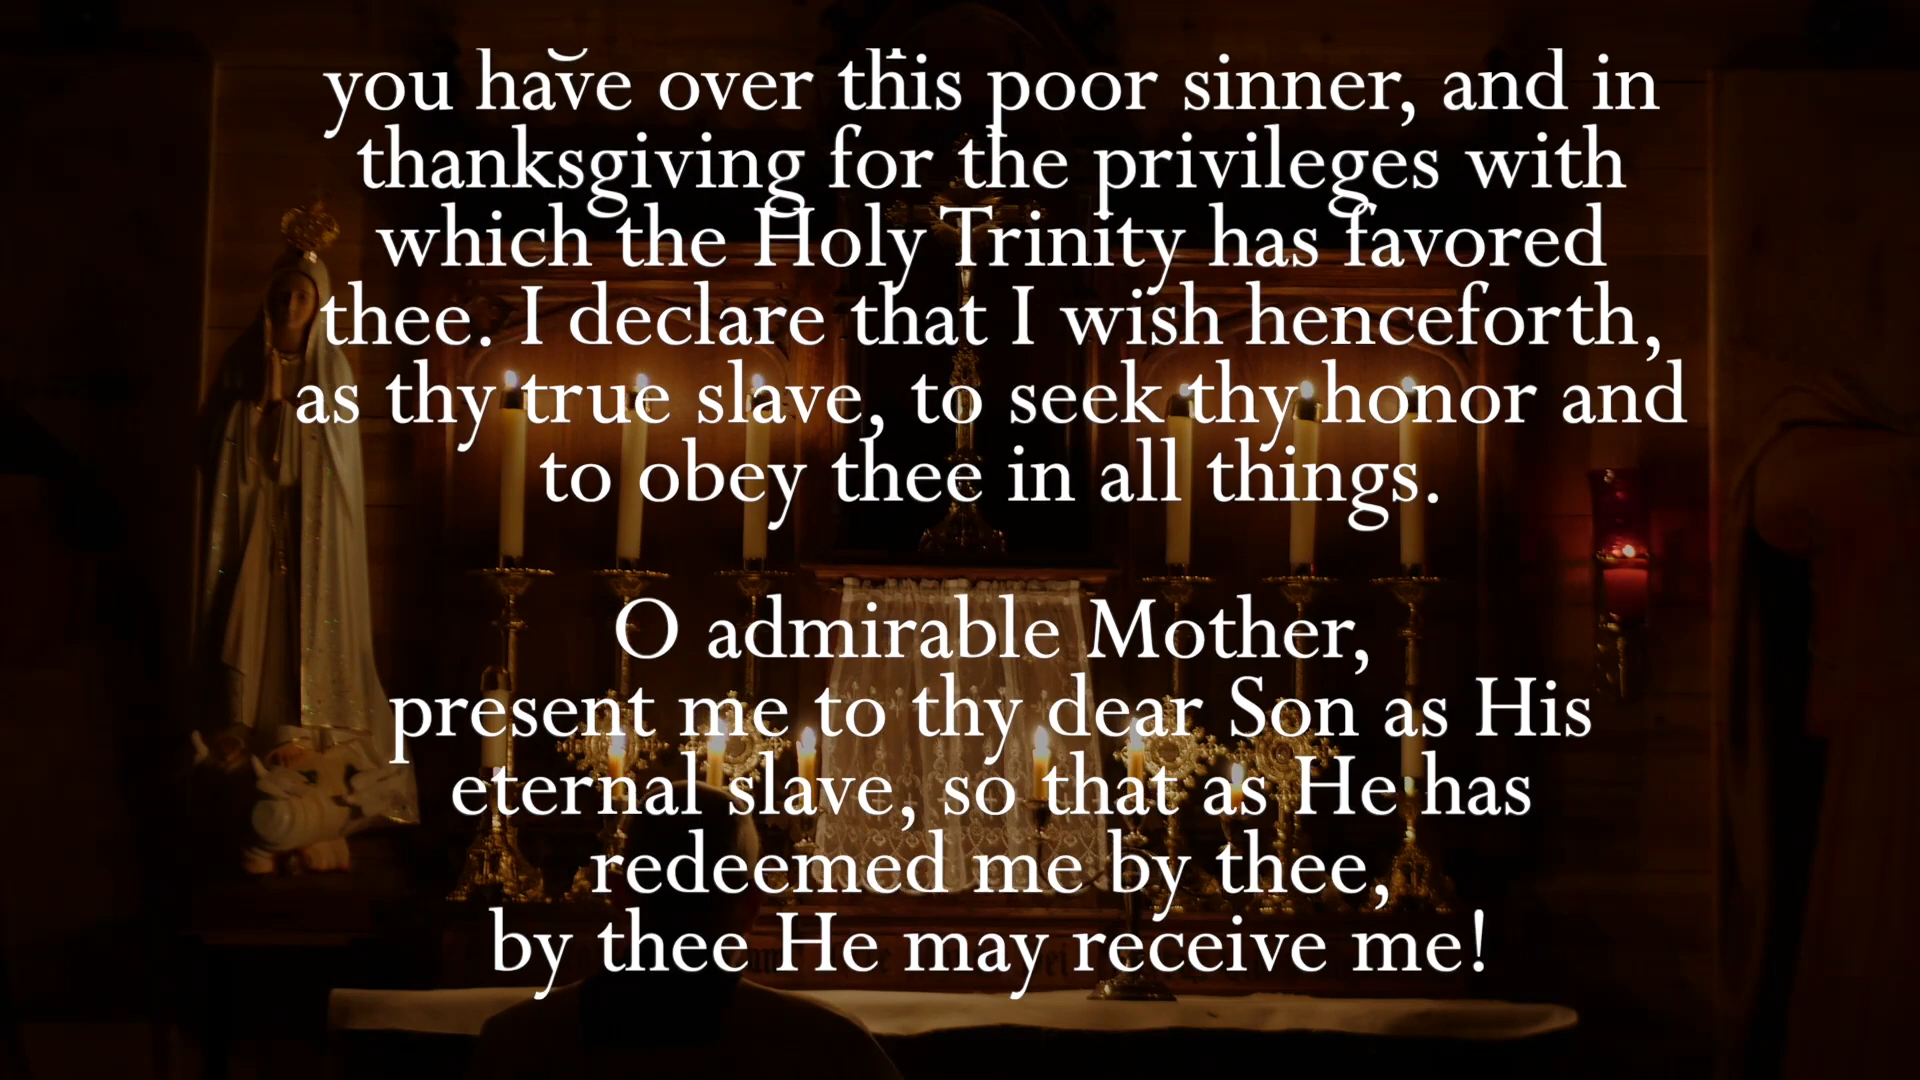 you have over this poor sinner, and in
thanksgiving for the privileges with
which the Holy Trinity has favored
thee. I declare that I wish henceforth,
as thy true slave, to seek thy honor and
to obey thee in all things.
O admirable Mother,
present me to thy dear Son as His
eternal slave, so that as He has
redeemed me by thee,
by thee He may receive me!